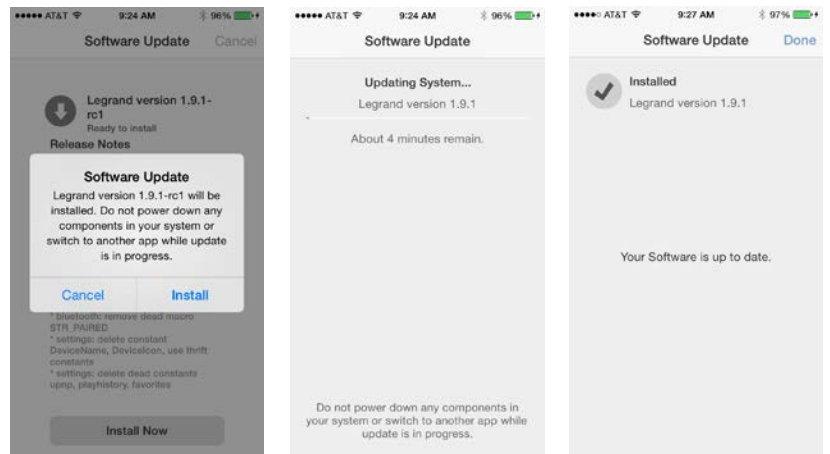 AT&T 9:24 AM 96%
Software Update Cancel
Legrand version 1.9.1-
rc1
Ready to install
Release Notes
Software Update
Legrand version 1.9.1-rc1 will be
installed. Do not power down any
components in your system or
switch to another app while update
is in progress.
Cancel Install
* bluetooth: remove dead macro
STR_PAIRED
* settings: delete constant
DeviceName, DeviceIcon, use thrift
constants
* settings: delete dead constants
upnp, playhistory, favorites
Install Now
AT&T 9:24 AM 96%
Software Update
Updating System...
Legrand version 1.9.1
About 4 minutes remain.
Do not power down any components in
your system or switch to another app while
update is in progress.
AT&T 9:27 AM 97%
Software Update Done
Installed
Legrand version 1.9.1
Your Software is up to date.